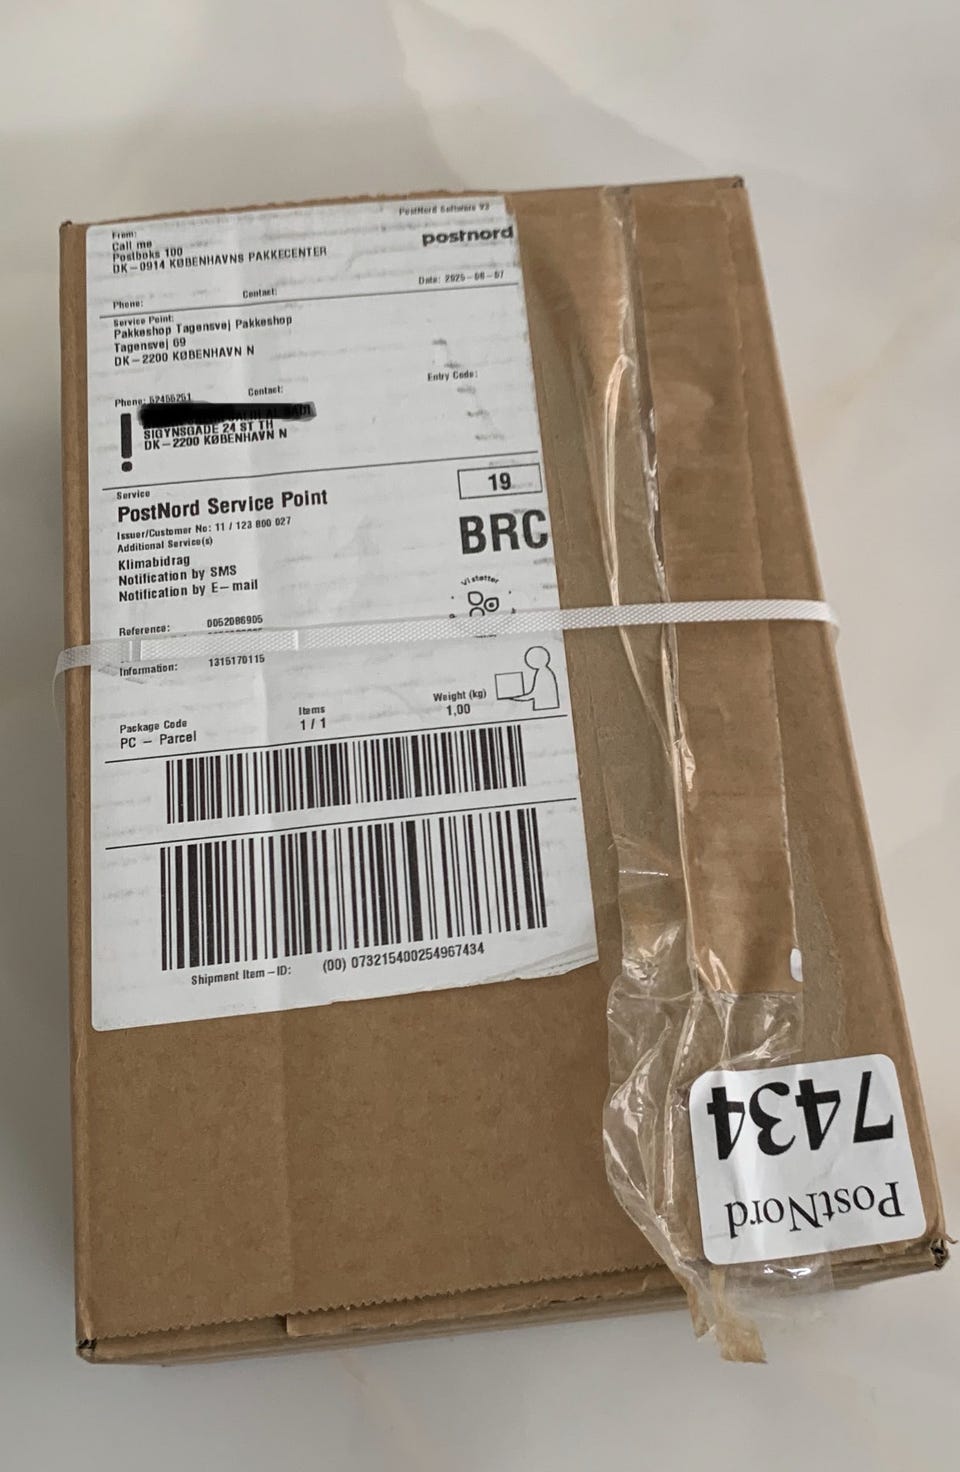 PostNord Software V2
From:
Call me
Postboks 100
DK-0914 KØBENHAVNS PAKKECENTER
postnord
Date: 2025-06-07
Phone: Contact:
Service Point:
Pakkeshop Tagensvej Pakkeshop
Tagensvej 69
DK-2200 KØBENHAVN N
Entry Code:
Phone: 52455251 Contact:
!
SIGYNSGADE 24 ST TH
DK-2200 KØBENHAVN N
Service
PostNord Service Point
19
BRC
Issuer/Customer No: 11 / 123 800 027
Additional Service(s)
Klimabidrag
Notification by SMS
Notification by E-mail
Vi støtter
Reference: 0052086905
Information: 1315170115
Package Code
PC - Parcel
Items
1 / 1
Weight (kg)
1,00
Shipment Item-ID: (00) 073215400254967434
PostNord
7434